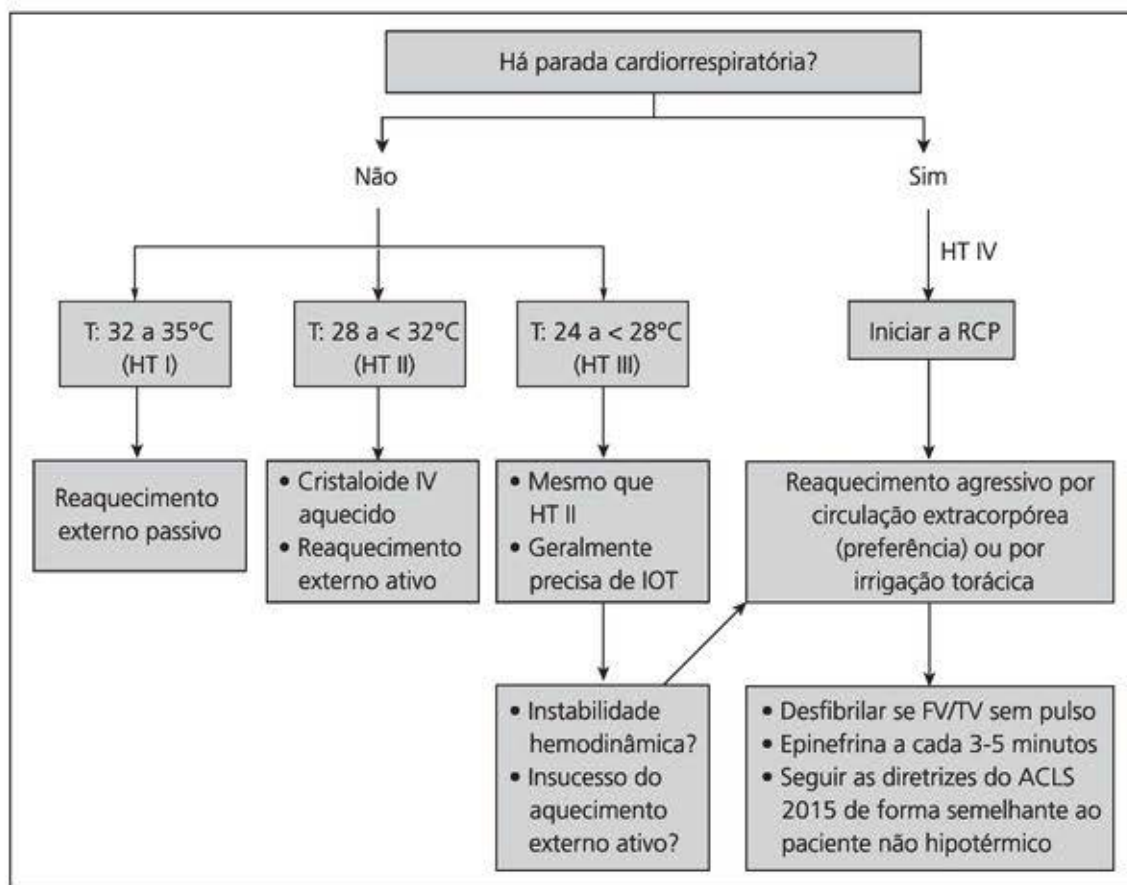 Há parada cardiorrespiratória?
Não
Sim
HT IV
T: 32 a 35°C
(HT I)
T: 28 a < 32°C
(HT II)
T: 24 a < 28°C
(HT III)
Iniciar a RCP
Reaquecimento
externo passivo
• Cristaloide IV
aquecido
• Reaquecimento
externo ativo
• Mesmo que
HT II
• Geralmente
precisa de IOT
Reaquecimento agressivo por
circulação extracorpórea
(preferência) ou por
irrigação torácica
• Instabilidade
hemodinâmica?
• Insucesso do
aquecimento
externo ativo?
• Desfibrilar se FV/TV sem pulso
• Epinefrina a cada 3-5 minutos
• Seguir as diretrizes do ACLS
2015 de forma semelhante ao
paciente não hipotérmico